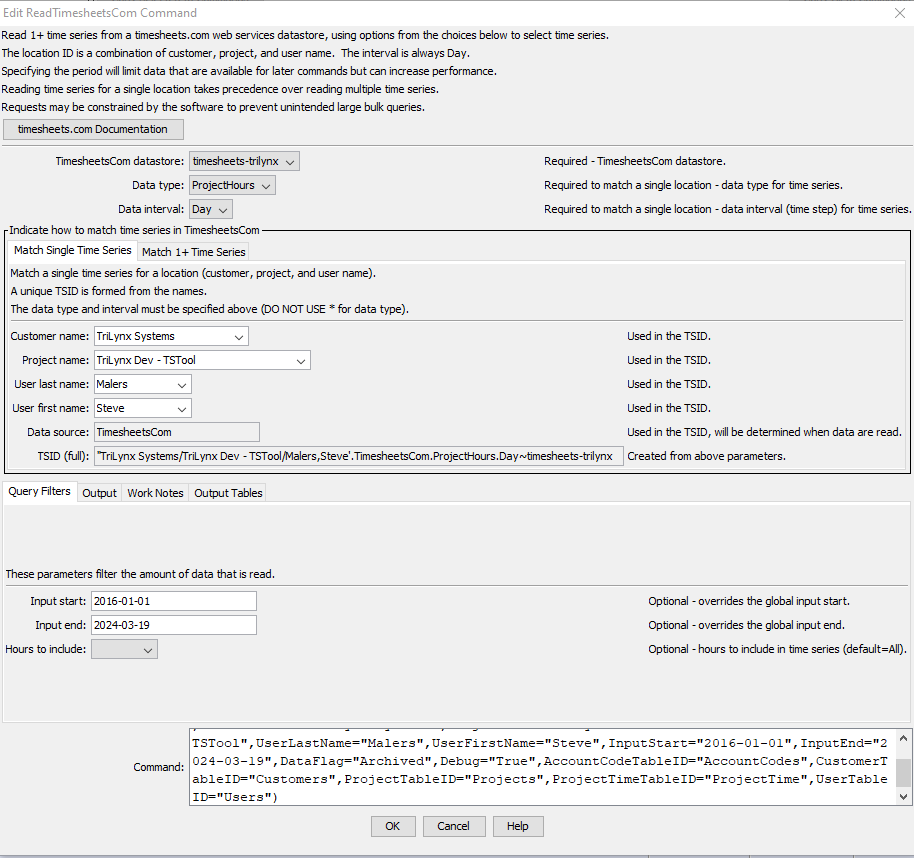 Edit ReadTimesheetsCom Command
Read 1+ time series from a timesheets.com web services datastore, using options from the choices below to select time series.
The location ID is a combination of customer, project, and user name.  The interval is always Day.
Specifying the period will limit data that are available for later commands but can increase performance.
Reading time series for a single location takes precedence over reading multiple time series.
Requests may be constrained by the software to prevent unintended large bulk queries.
timesheets.com Documentation
TimesheetsCom datastore: timesheets-trilynx Required - TimesheetsCom datastore.
Data type: ProjectHours Required to match a single location - data type for time series.
Data interval: Day Required to match a single location - data interval (time step) for time series.
Indicate how to match time series in TimesheetsCom
Match Single Time Series Match 1+ Time Series
Match a single time series for a location (customer, project, and user name).
A unique TSID is formed from the names.
The data type and interval must be specified above (DO NOT USE * for data type).
Customer name: TriLynx Systems Used in the TSID.
Project name: TriLynx Dev - TSTool Used in the TSID.
User last name: Malers Used in the TSID.
User first name: Steve Used in the TSID.
Data source: TimesheetsCom Used in the TSID, will be determined when data are read.
TSID (full): 'TriLynx Systems/TriLynx Dev - TSTool/Malers,Steve'.TimesheetsCom.ProjectHours.Day~timesheets-trilynx Created from above parameters.
Query Filters Output Work Notes Output Tables
These parameters filter the amount of data that is read.
Input start: 2016-01-01 Optional - overrides the global input start.
Input end: 2024-03-19 Optional - overrides the global input end.
Hours to include: Optional - hours to include in time series (default=All).
Command:
TSTool",UserLastName="Malers",UserFirstName="Steve",InputStart="2016-01-01",InputEnd="2
024-03-19",DataFlag="Archived",Debug="True",AccountCodeTableID="AccountCodes",CustomerT
ableID="Customers",ProjectTableID="Projects",ProjectTimeTableID="ProjectTime",UserTable
ID="Users")
OK Cancel Help